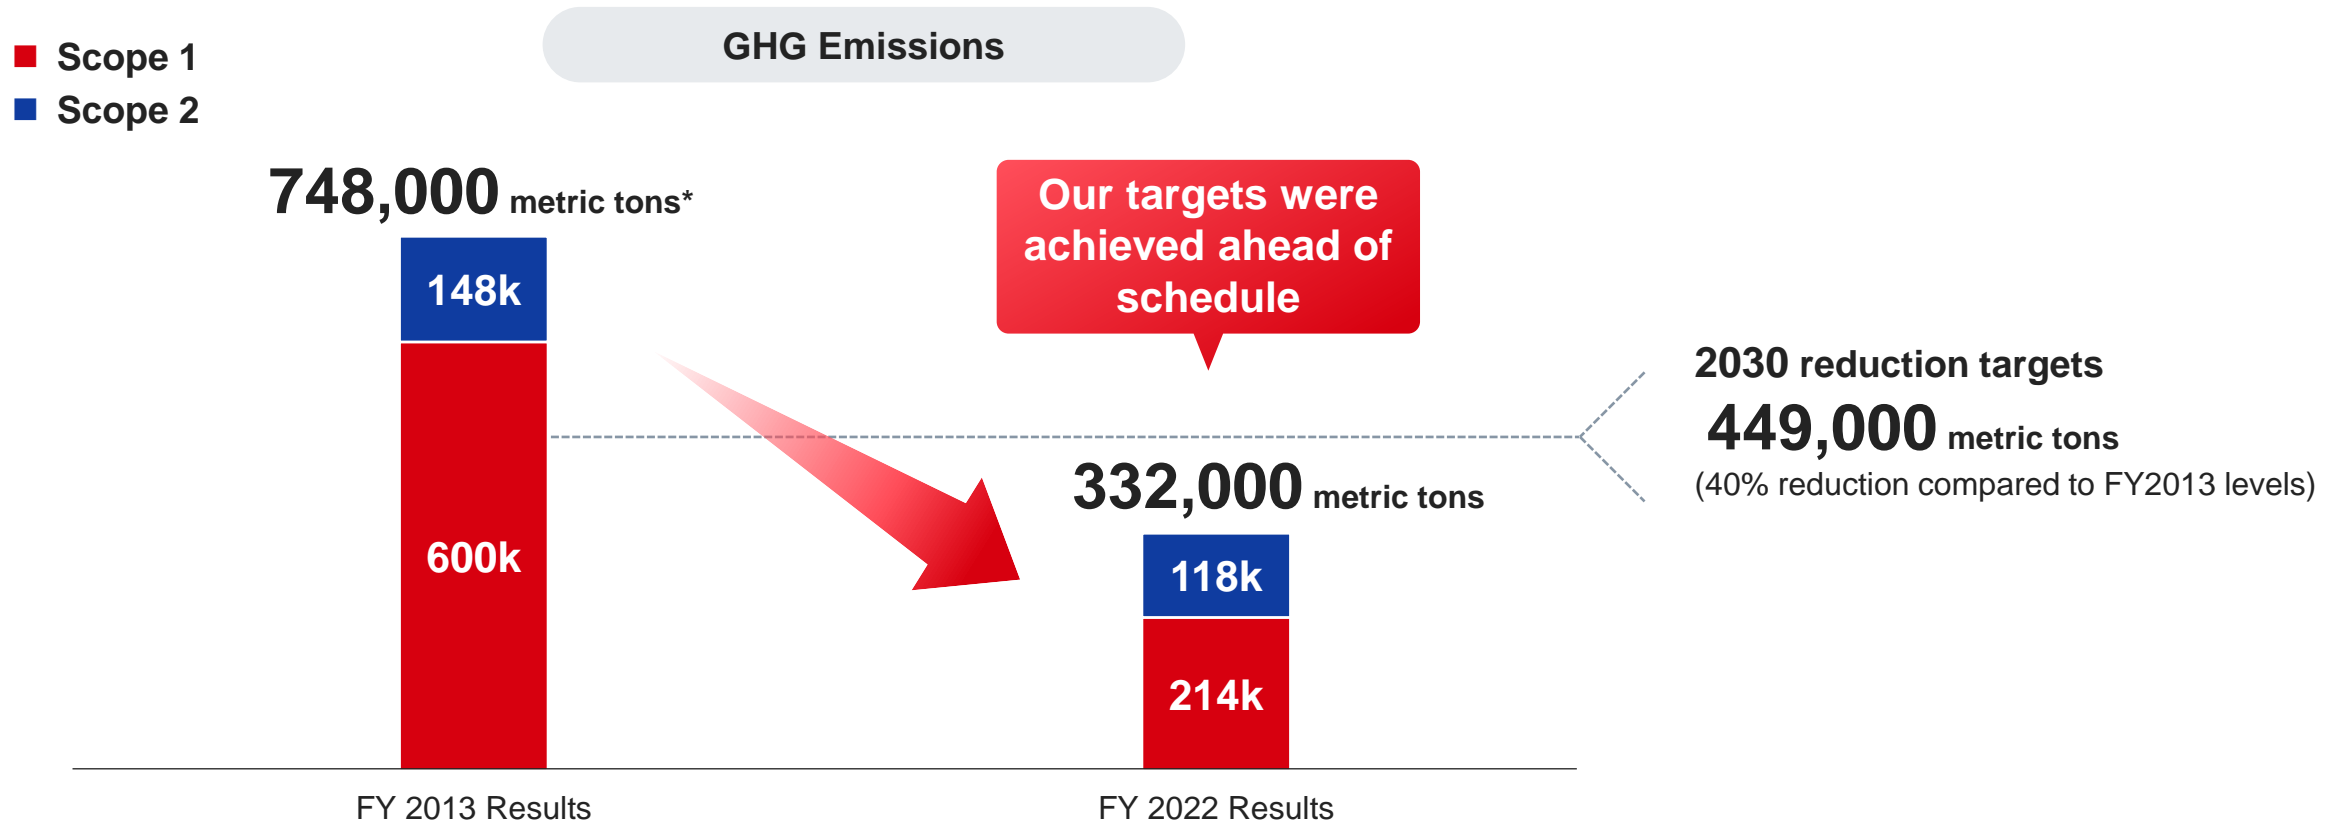 GHG Emissions
Scope 1
Scope 2
748,000 metric tons*
148k
600k
Our targets were
achieved ahead of
schedule
332,000 metric tons
118k
214k
2030 reduction targets
449,000 metric tons
(40% reduction compared to FY2013 levels)
FY 2013 Results
FY 2022 Results